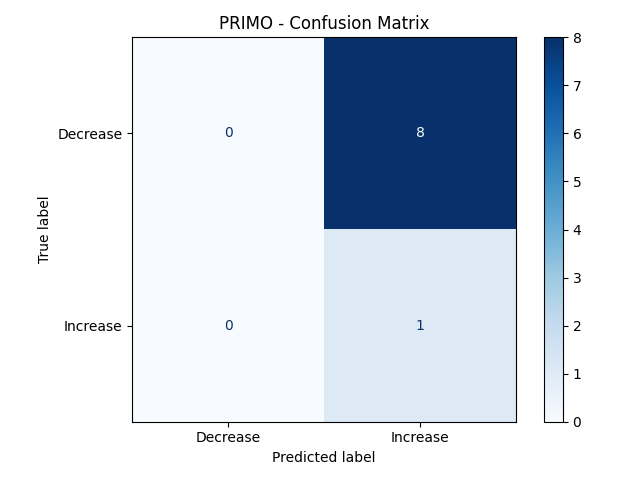 PRIMO - Confusion Matrix
Decrease
Increase
True label
0
8
0
1
Decrease
Increase
Predicted label
8
7
6
5
4
3
2
1
0